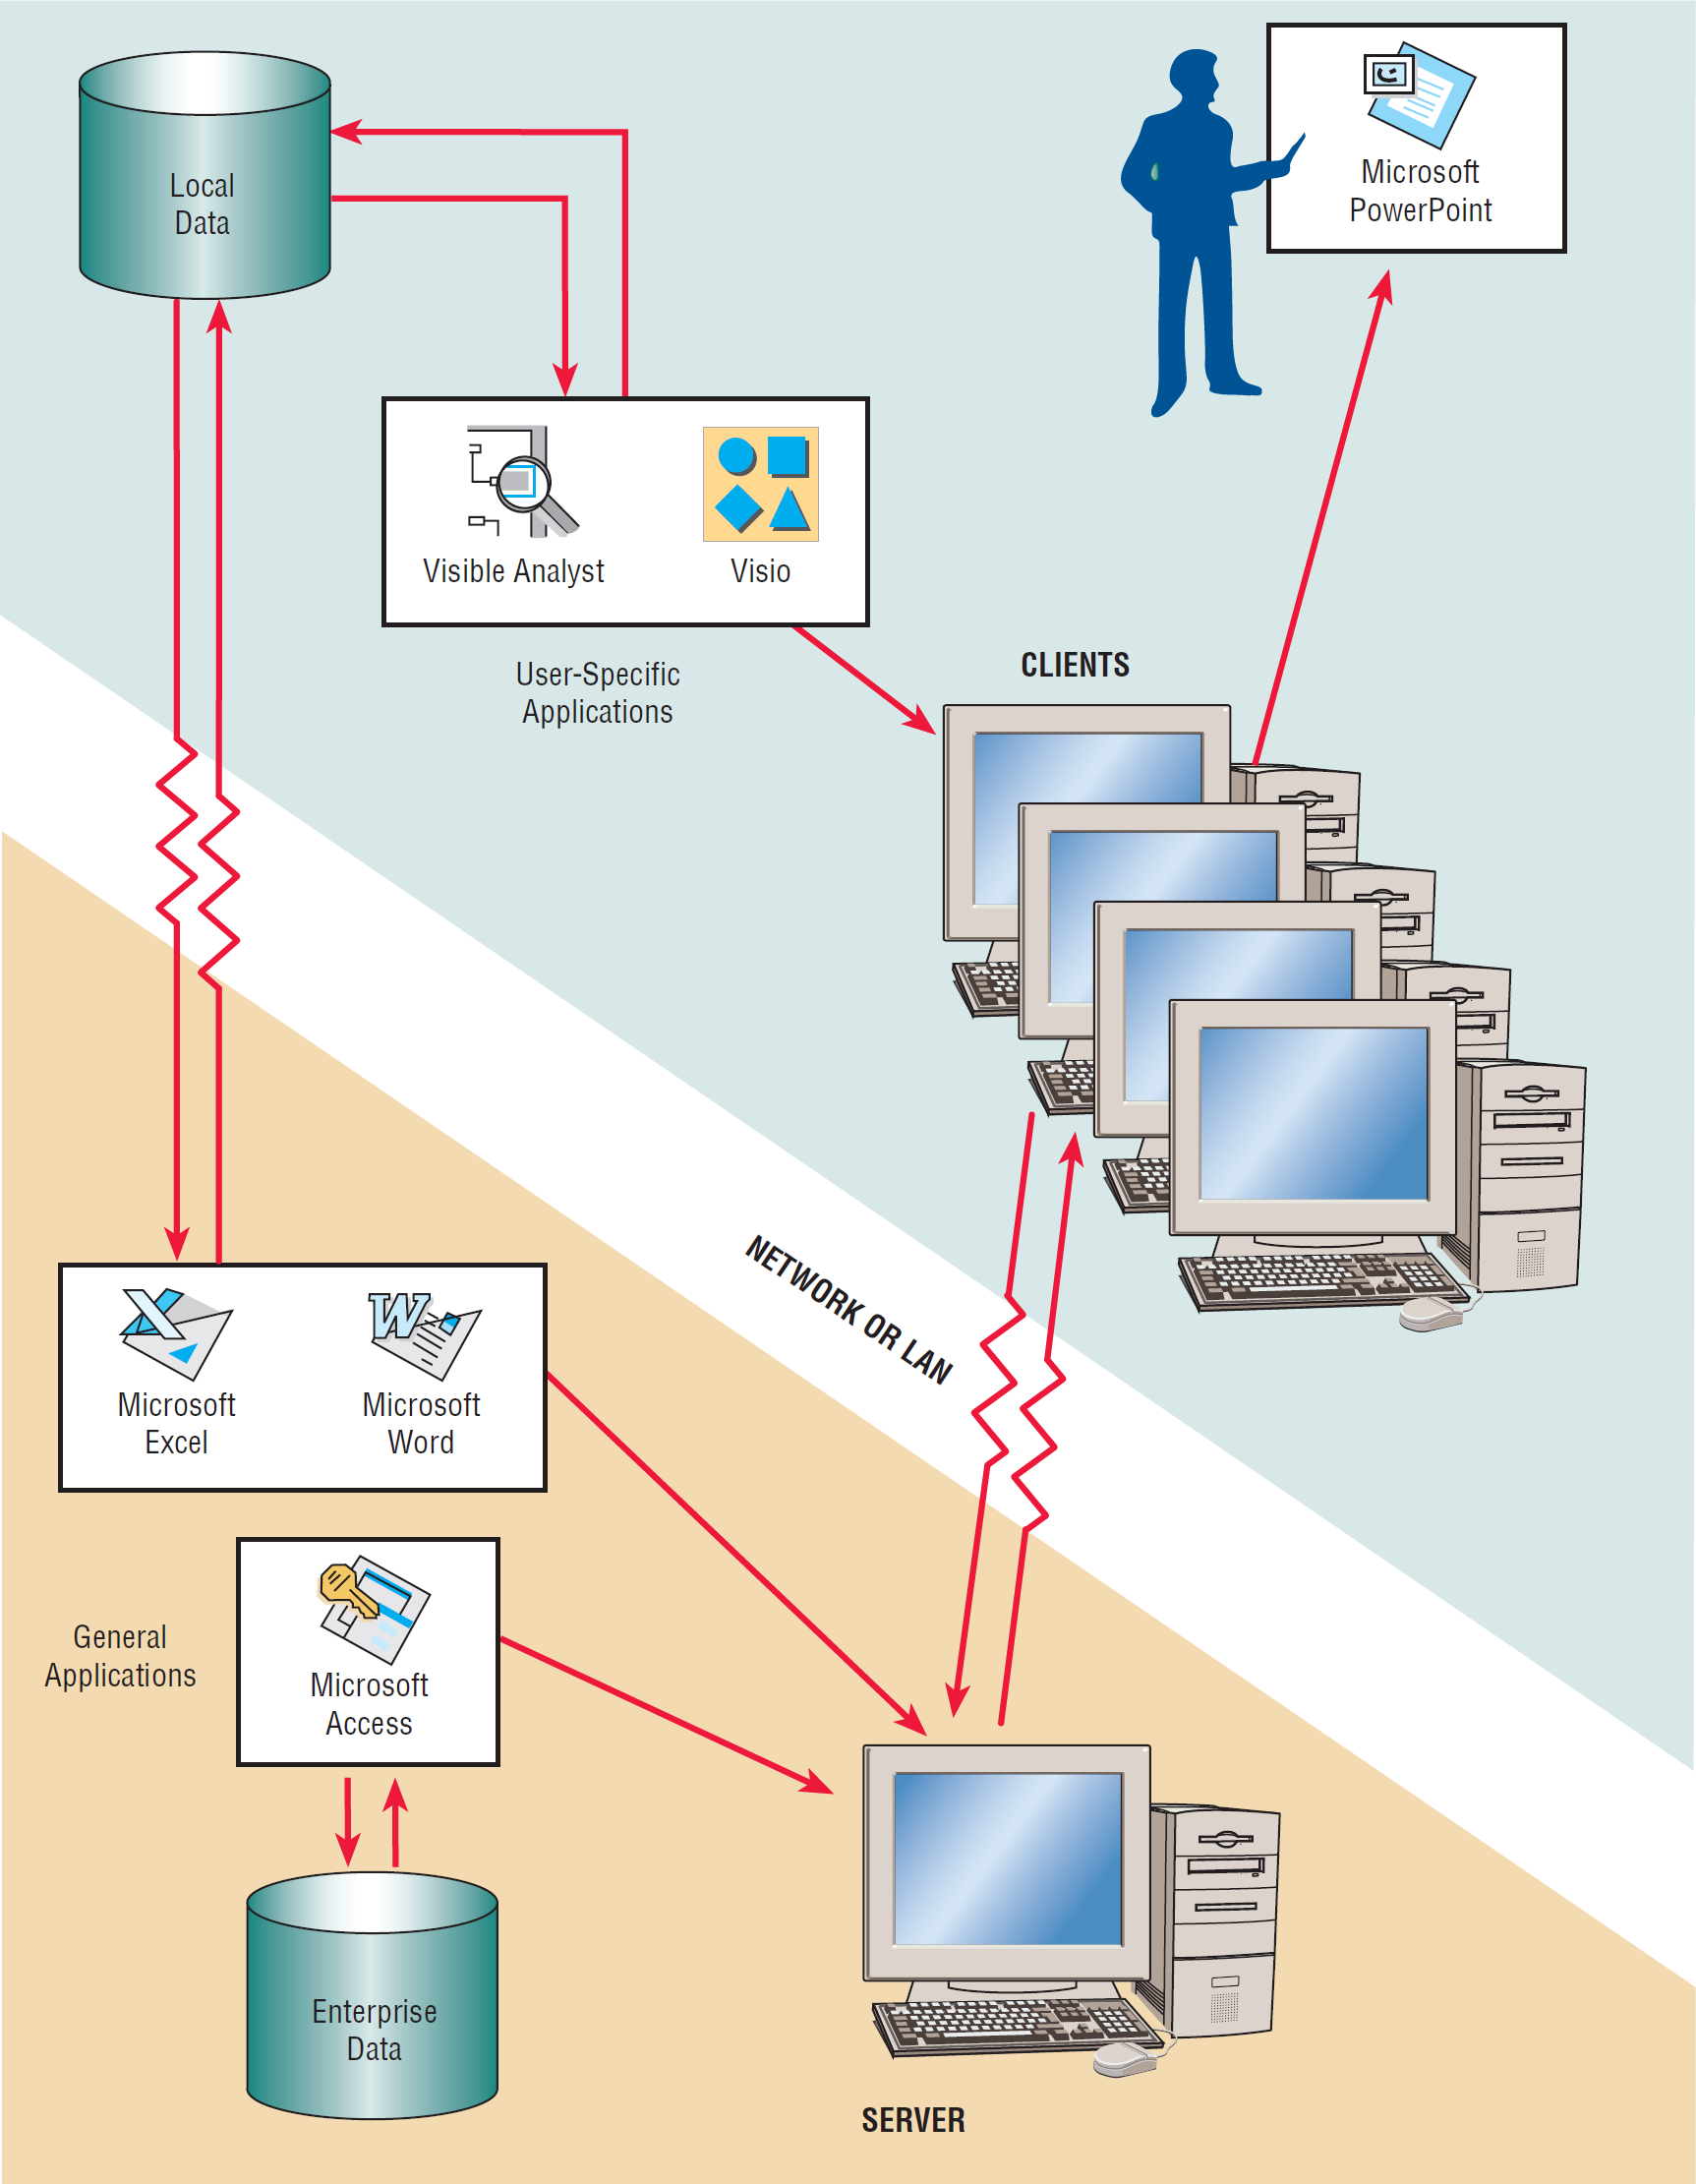 Local
Data
Microsoft
PowerPoint
Visible Analyst
Visio
User-Specific
Applications
CLIENTS
NETWORK OR LAN
Microsoft
Excel
Microsoft
Word
General
Applications
Microsoft
Access
Enterprise
Data
SERVER